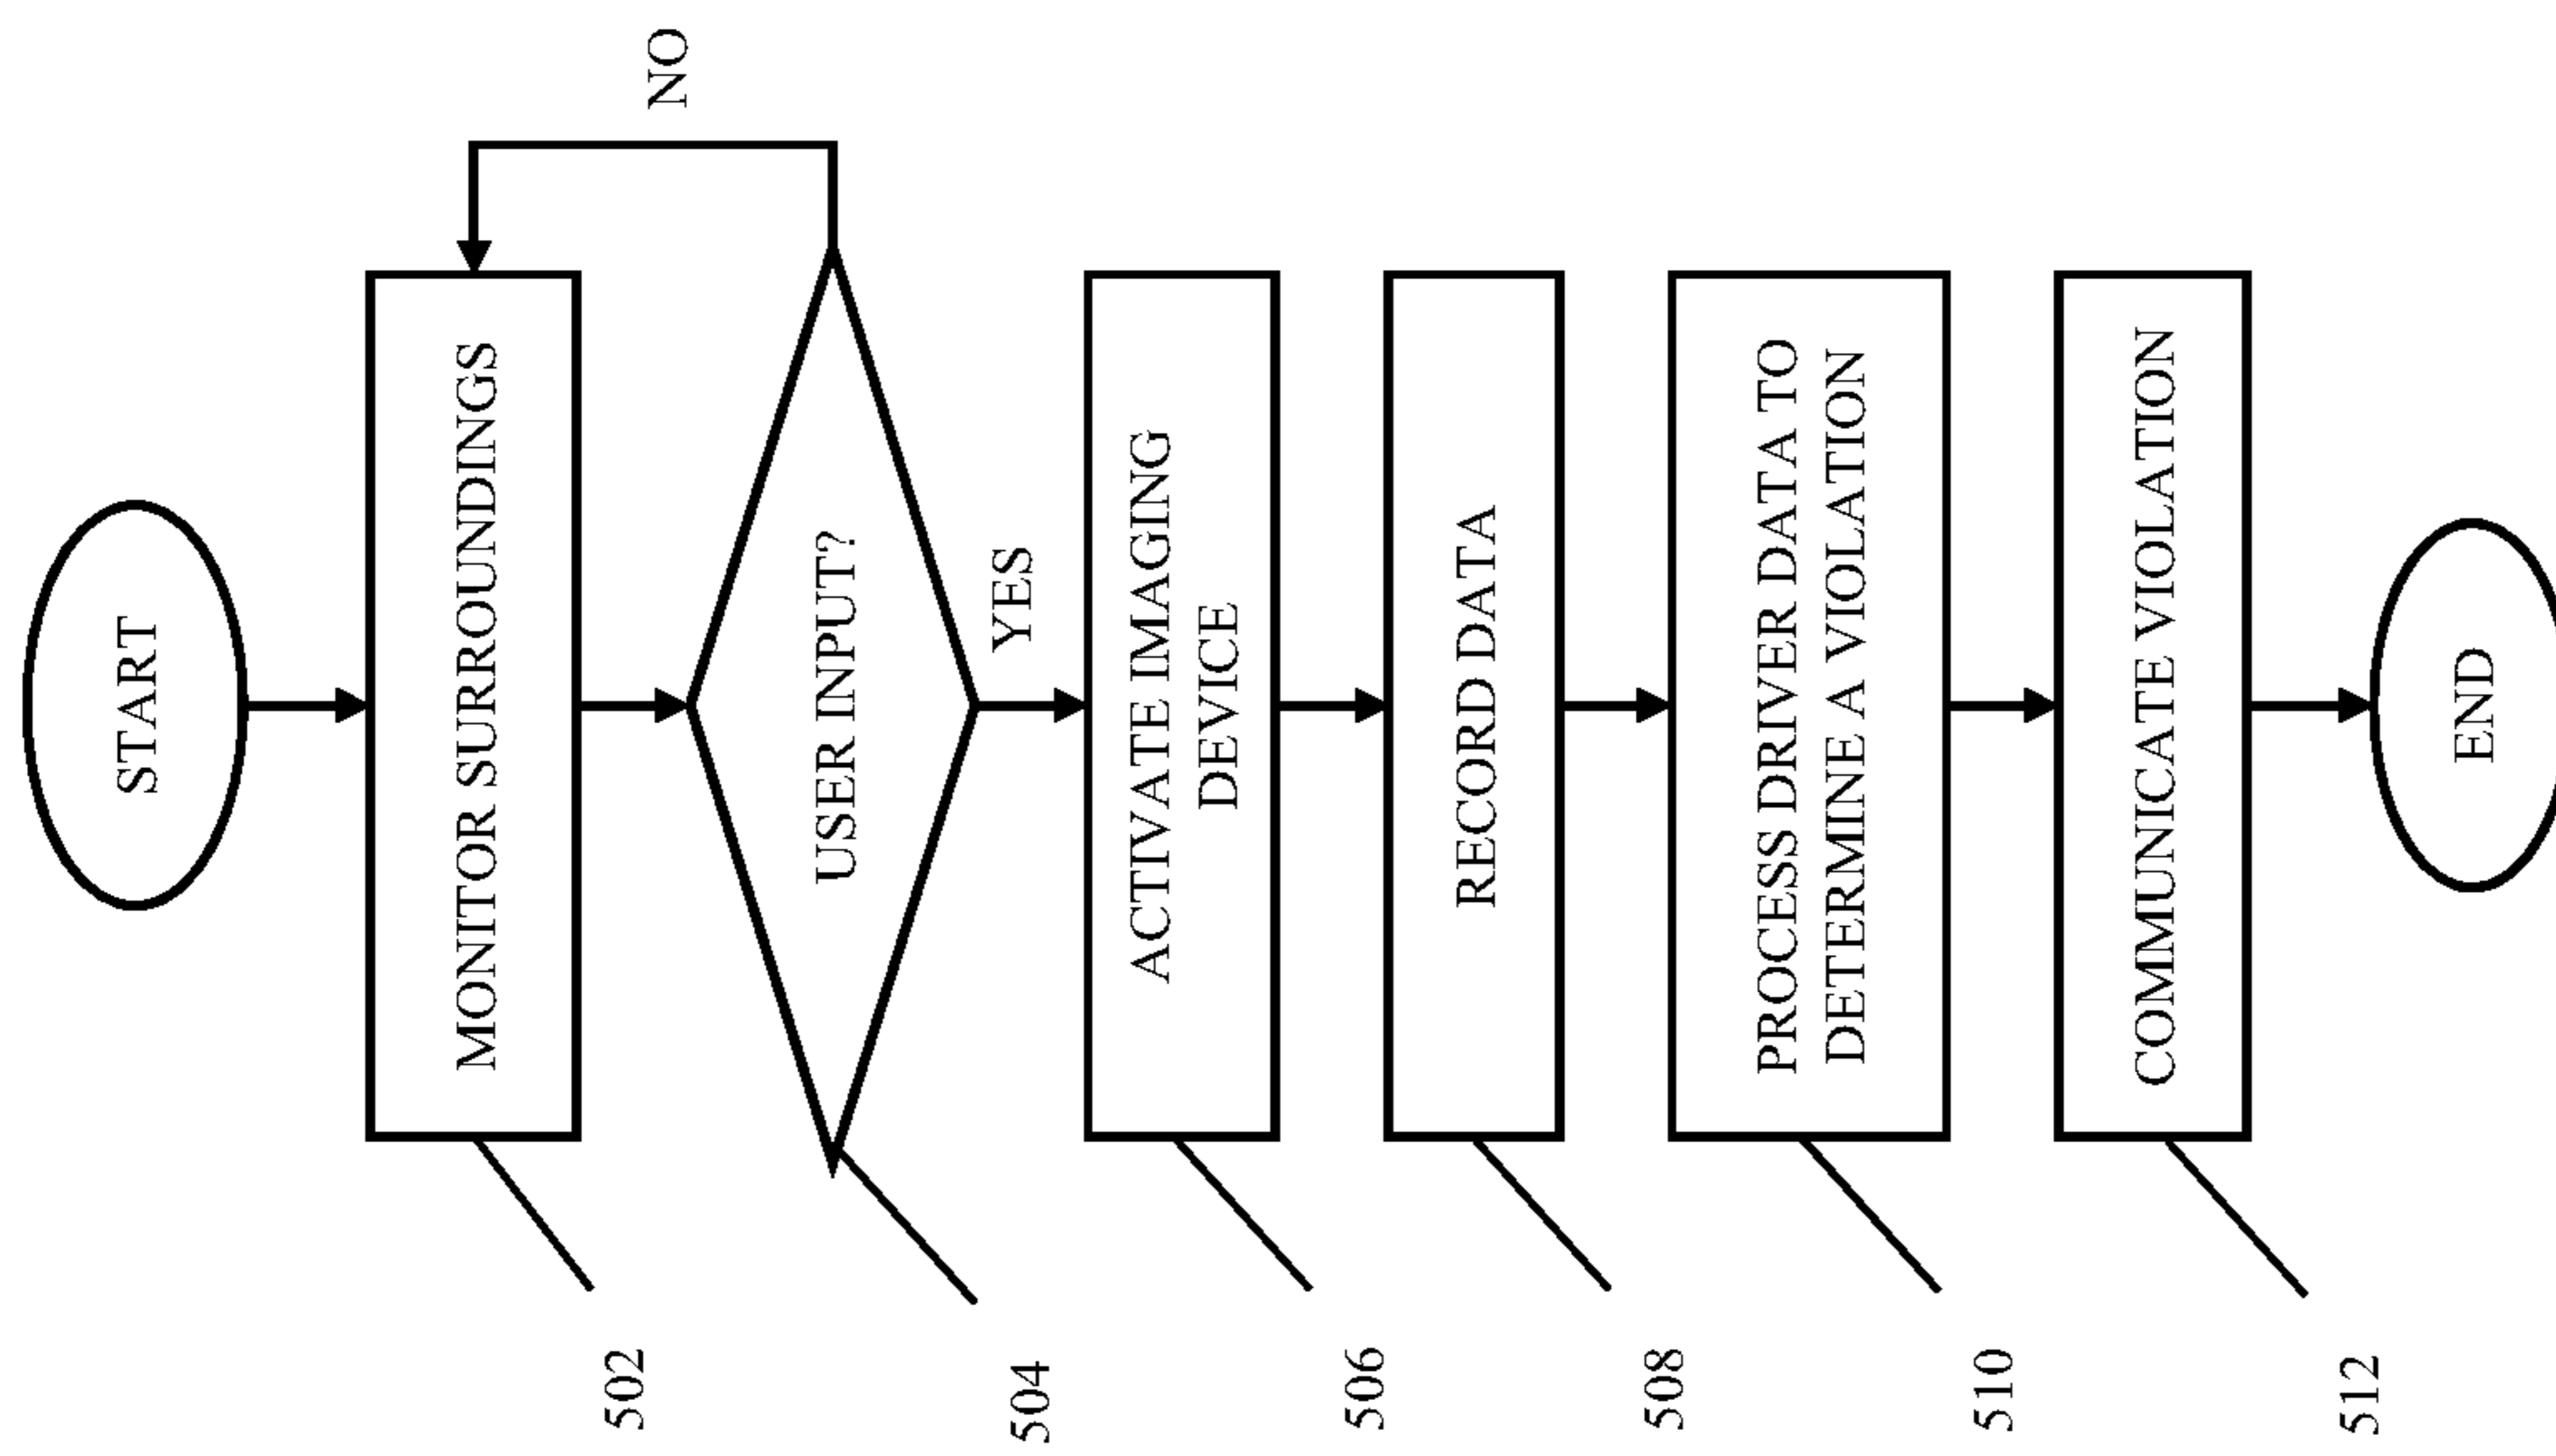 START
MONITOR SURROUNDINGS
502
NO
USER INPUT?
504
YES
ACTIVATE IMAGING
DEVICE
506
RECORD DATA
508
PROCESS DRIVER DATA TO
DETERMINE A VIOLATION
510
COMMUNICATE VIOLATION
512
END